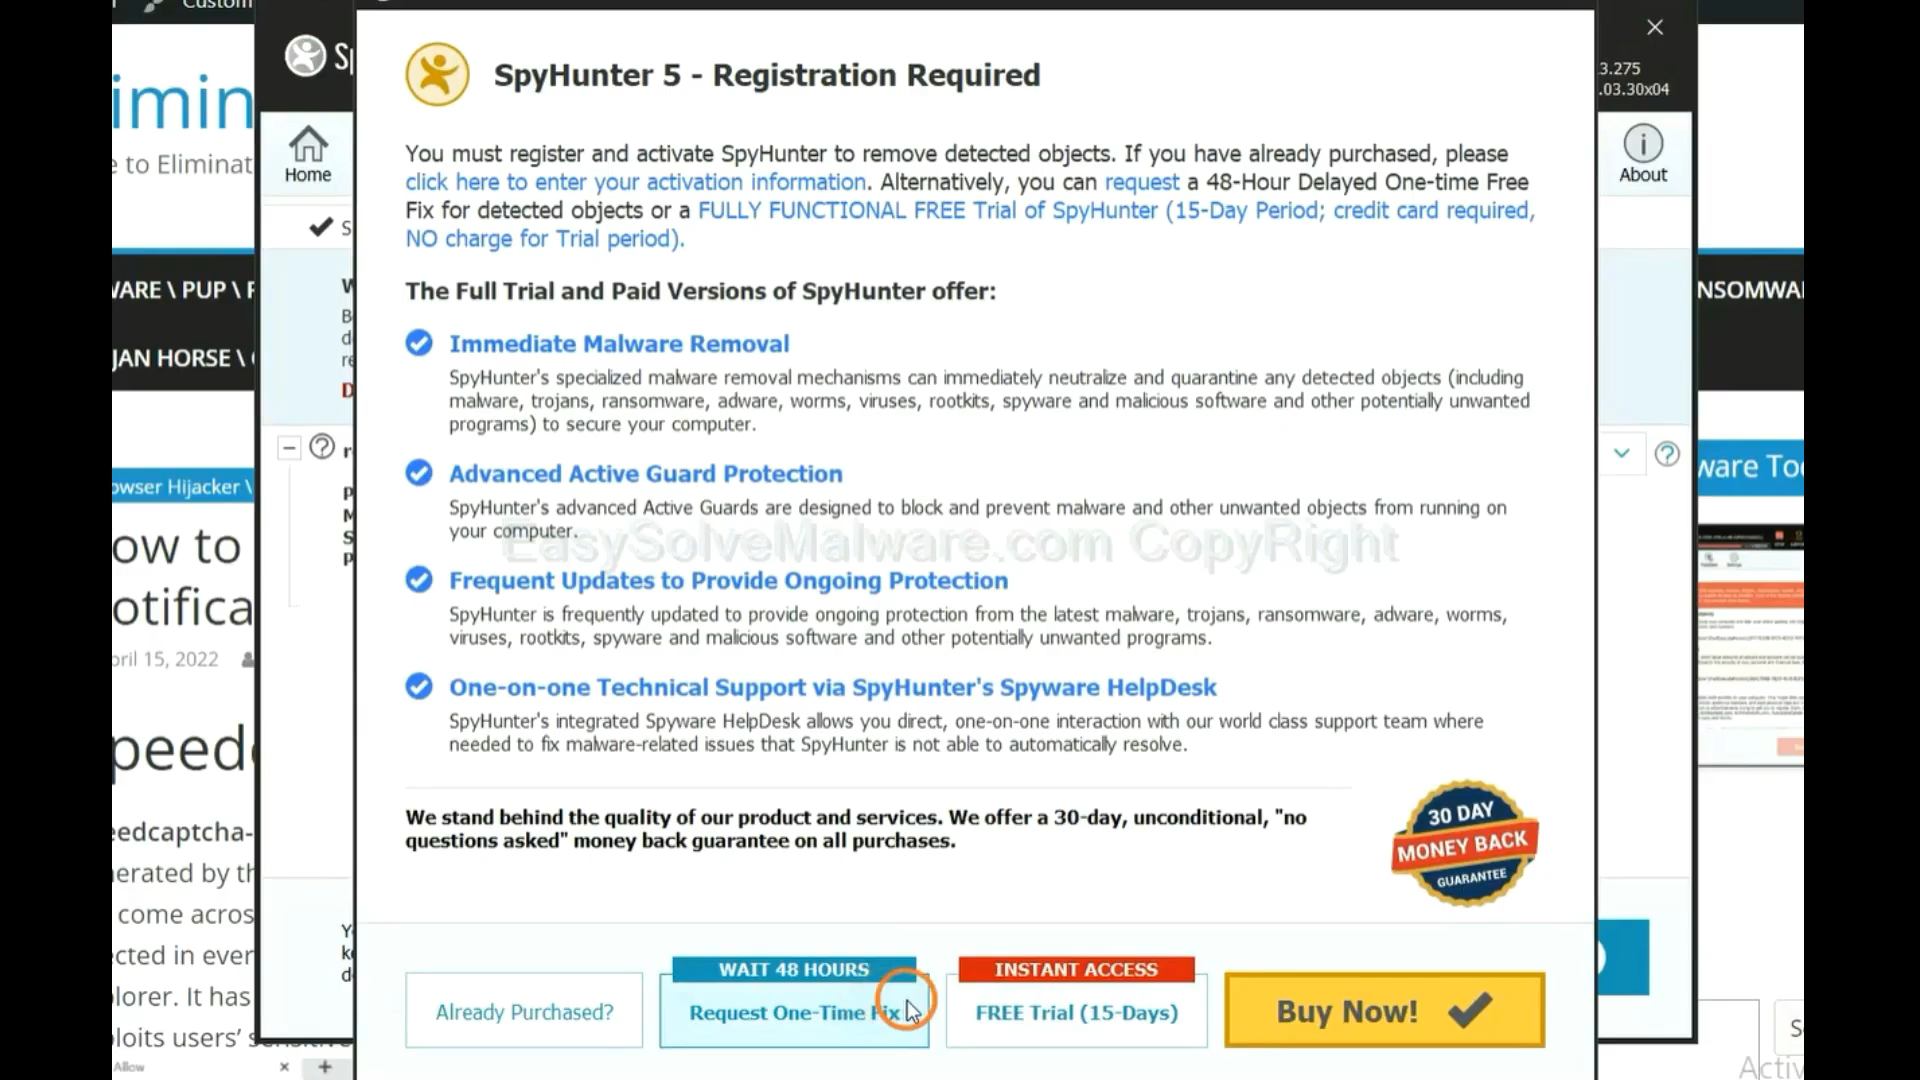 Custom
SpyHunter 5 - Registration Required
Sp
3.275
.03.30x04
imin
e to Eliminat
Home
About
You must register and activate SpyHunter to remove detected objects. If you have already purchased, please
click here to enter your activation information. Alternatively, you can request a 48-Hour Delayed One-time Free
Fix for detected objects or a FULLY FUNCTIONAL FREE Trial of SpyHunter (15-Day Period; credit card required,
NO charge for Trial period).
S
WARE \ PUP \
NSOMWA
JAN HORSE \
The Full Trial and Paid Versions of SpyHunter offer:
Immediate Malware Removal
SpyHunter's specialized malware removal mechanisms can immediately neutralize and quarantine any detected objects (including
malware, trojans, ransomware, adware, worms, viruses, rootkits, spyware and malicious software and other potentially unwanted
programs) to secure your computer.
Advanced Active Guard Protection
SpyHunter's advanced Active Guards are designed to block and prevent malware and other unwanted objects from running on
your computer.
EasySolveMalware.com CopyRight
Frequent Updates to Provide Ongoing Protection
SpyHunter is frequently updated to provide ongoing protection from the latest malware, trojans, ransomware, adware, worms,
viruses, rootkits, spyware and malicious software and other potentially unwanted programs.
One-on-one Technical Support via SpyHunter's Spyware HelpDesk
SpyHunter's integrated Spyware HelpDesk allows you direct, one-on-one interaction with our world class support team where
needed to fix malware-related issues that SpyHunter is not able to automatically resolve.
We stand behind the quality of our product and services. We offer a 30-day, unconditional, "no
questions asked" money back guarantee on all purchases.
30 DAY
MONEY BACK
GUARANTEE
owser Hijacker \
ware Too
ow to
otifica
pril 15, 2022
peed
edcaptcha-
erated by th
come acros
cted in ever
lorer. It has
ploits users' sensitive
Allow
WAIT 48 HOURS
INSTANT ACCESS
Already Purchased?
Request One-Time Fix
FREE Trial (15-Days)
Buy Now!
S
Activ